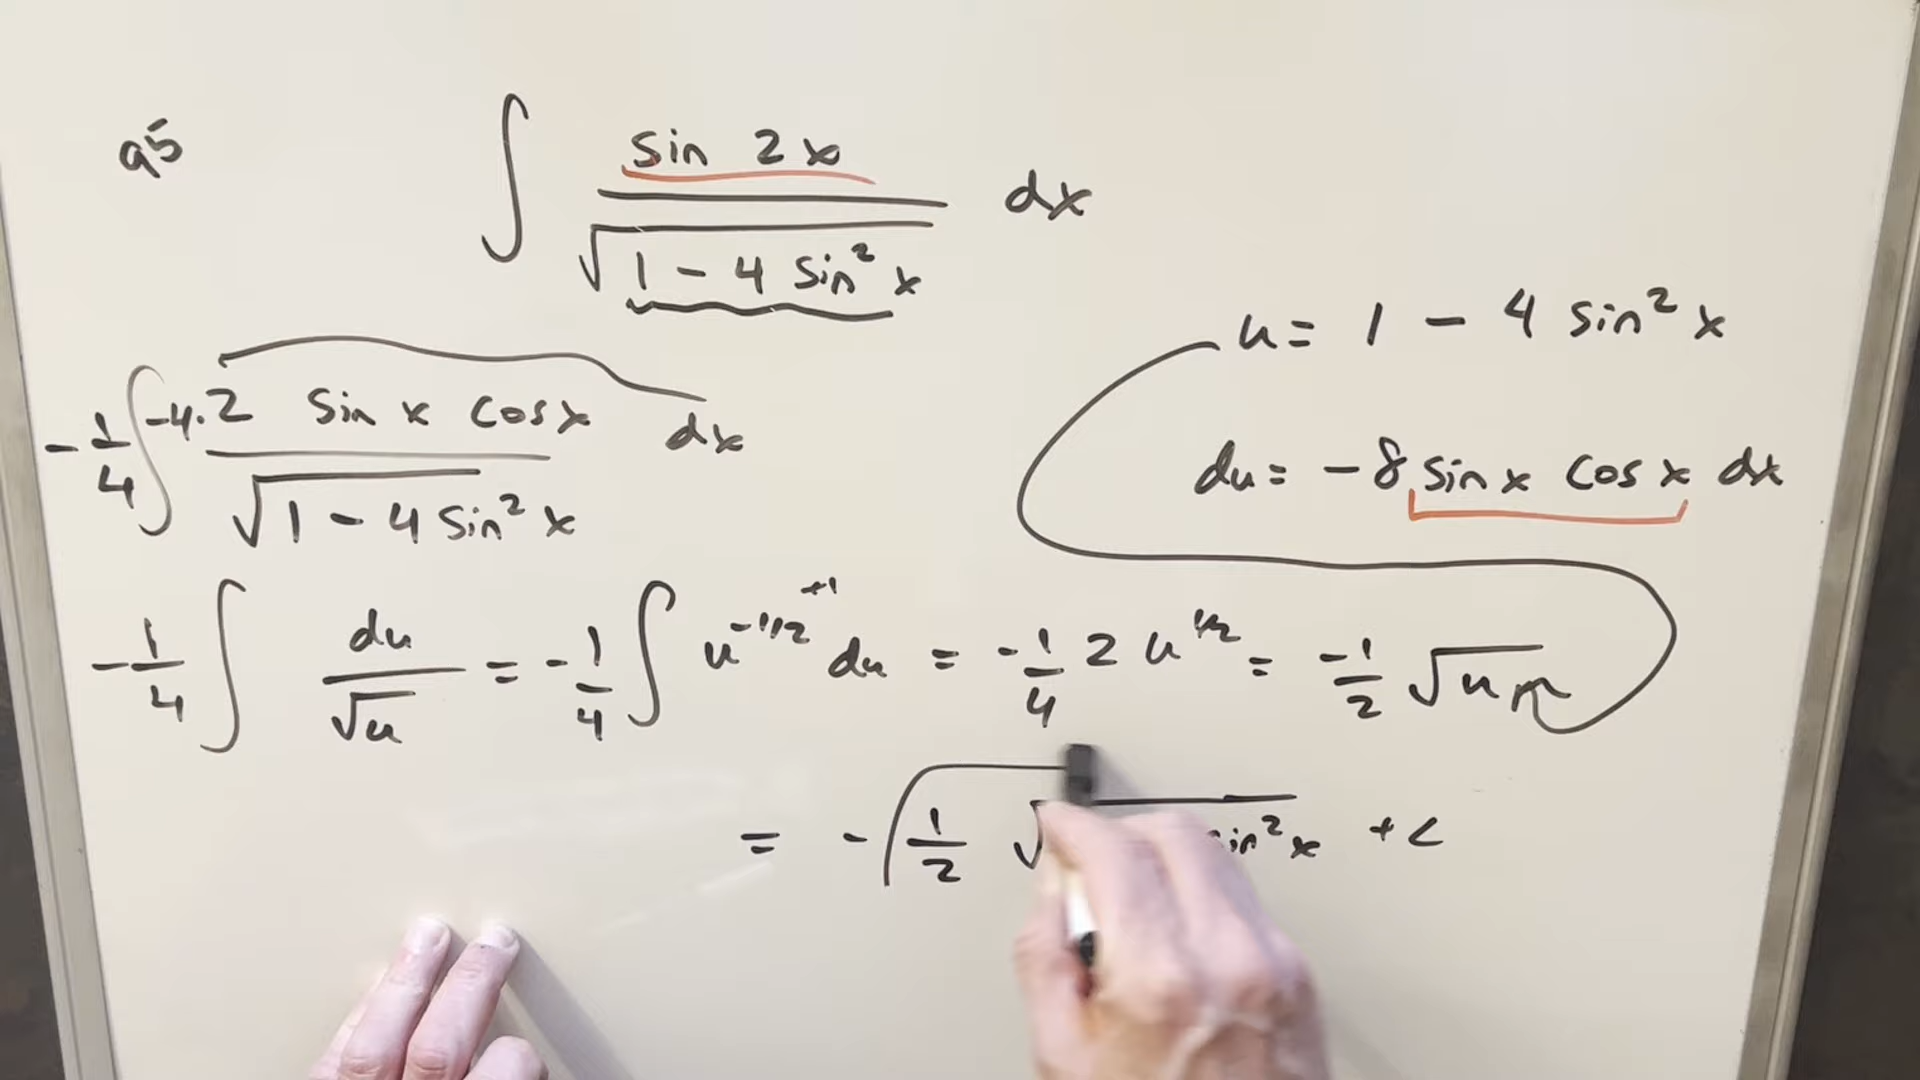 95 ∫ sin 2x / √(1 - 4 sin² x) dx
u = 1 - 4 sin² x
-1/4 ∫ -4·2 sin x cos x / √(1 - 4 sin² x) dx
du = -8 sin x cos x dx
-1/4 ∫ du/√u = -1/4 ∫ u^(-1/2) +1 du = -1/4 2 u^(1/2) = -1/2 √u
= - 1/2 √ sin² x + C